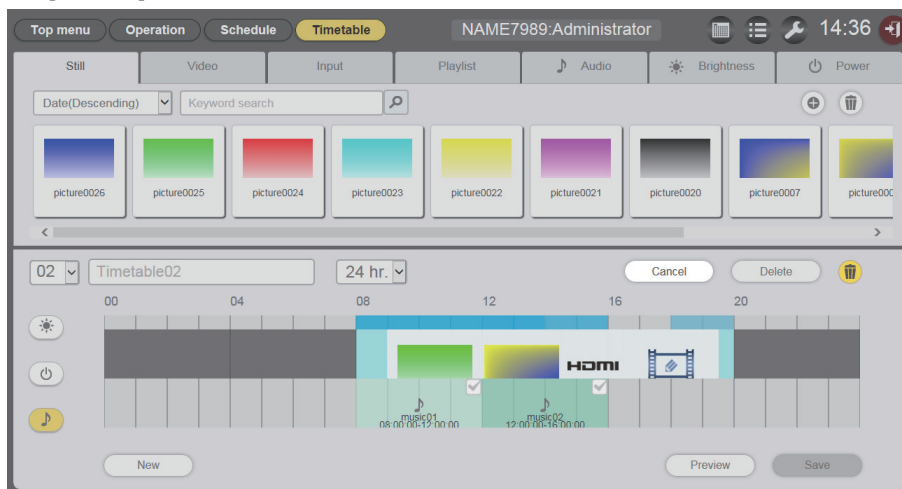 Top menu Operation Schedule Timetable NAME7989:Administrator 14:36
Still Video Input Playlist Audio Brightness Power
Date(Descending) Keyword search
picture0026 picture0025 picture0024 picture0023 picture0022 picture0021 picture0020 picture0007 picture000
02 Timetable02 24 hr. Cancel Delete
00 04 08 12 16 20
HDMI
music01 music02
08:00:00-12:00:00 12:00:00-16:00:00
New Preview Save